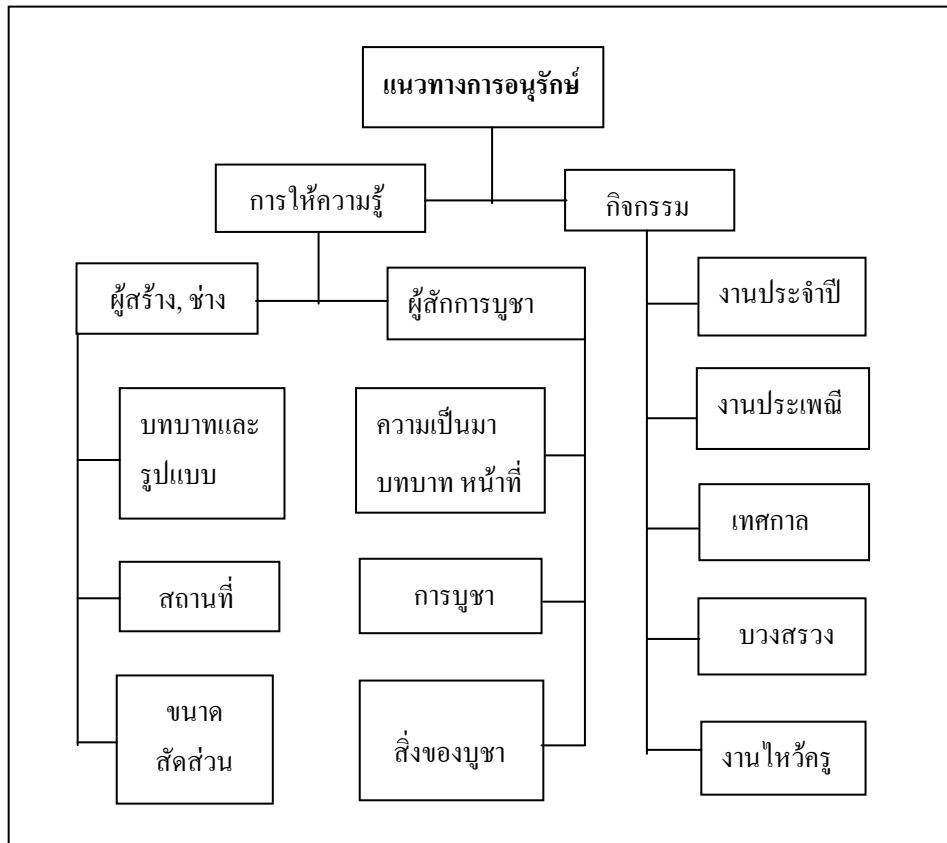 แนวทางการอนุรักษ์
การให้ความรู้
กิจกรรม
ผู้สร้าง, ช่าง
ผู้สักการบูชา
งานประจำปี
บทบาทและ
รูปแบบ
ความเป็นมา
บทบาท หน้าที่
งานประเพณี
สถานที่
การบูชา
เทศกาล
ขนาด
สัดส่วน
สิ่งของบูชา
บวงสรวง
งานไหว้ครู